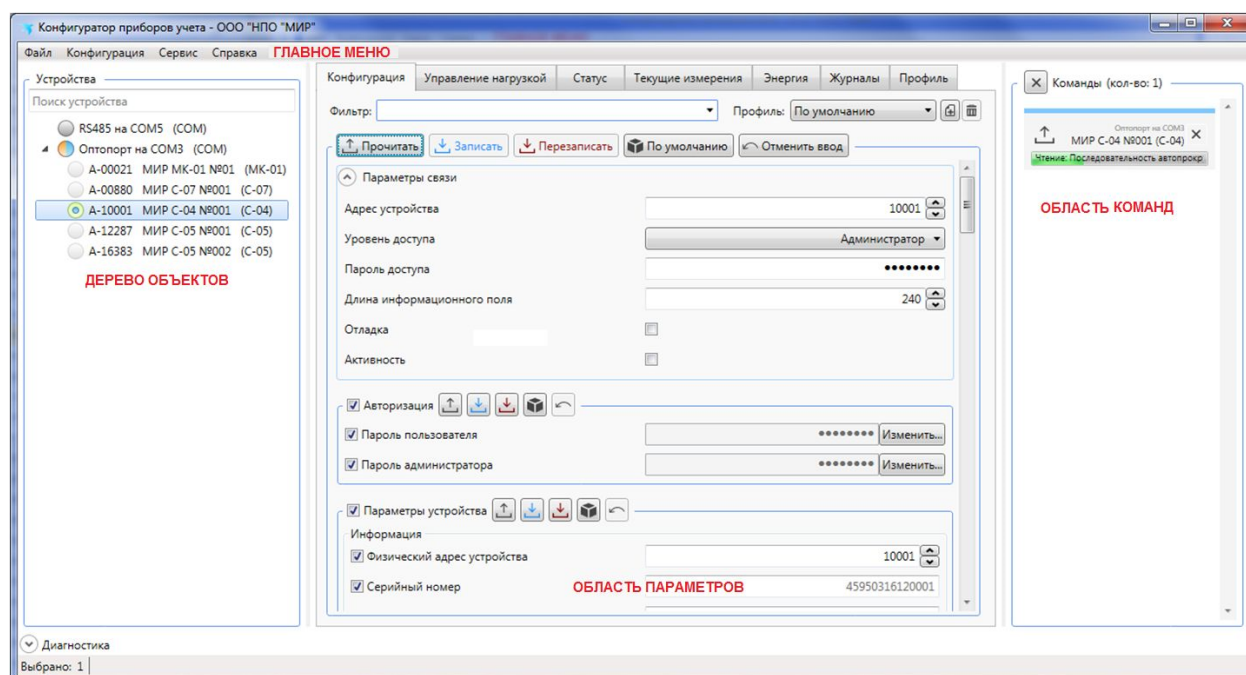 Конфигуратор приборов учета - ООО "НПО "МИР"
Файл Конфигурация Сервис Справка ГЛАВНОЕ МЕНЮ
Устройства
Поиск устройства
RS485 на COM5 (COM)
Оптопорт на COM3 (COM)
A-00021 МИР МК-01 №01 (МК-01)
A-00880 МИР С-07 №001 (С-07)
A-10001 МИР С-04 №001 (С-04)
A-12287 МИР С-05 №001 (С-05)
A-16383 МИР С-05 №002 (С-05)
ДЕРЕВО ОБЪЕКТОВ
Конфигурация Управление нагрузкой Статус Текущие измерения Энергия Журналы Профиль
Фильтр: Профиль: По умолчанию
Прочитать Записать Перезаписать По умолчанию Отменить ввод
Параметры связи
Адрес устройства 10001
Уровень доступа Администратор
Пароль доступа ●●●●●●●●
Длина информационного поля 240
Отладка
Активность
Авторизация
Пароль пользователя ●●●●●●●● Изменить...
Пароль администратора ●●●●●●●● Изменить...
Параметры устройства
Информация
Физический адрес устройства 10001
Серийный номер 45950316120001
ОБЛАСТЬ ПАРАМЕТРОВ
Команды (кол-во: 1)
Оптопорт на COM3
МИР С-04 №001 (С-04)
Чтение: Последовательность автопрокр
ОБЛАСТЬ КОМАНД
Диагностика
Выбрано: 1